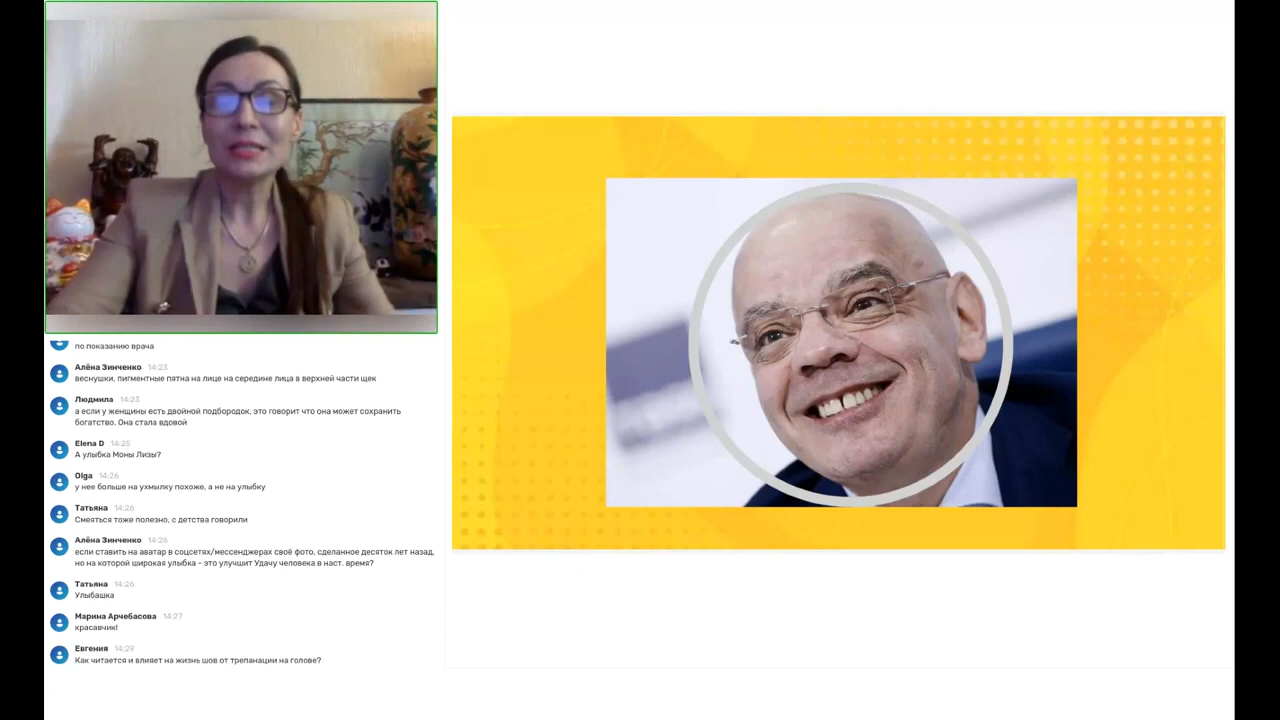 по показанию врача
Алёна Зинченко 14:23
веснушки, пигментные пятна на лице на середине лица в верхней части щек
Людмила 14:23
а если у женщины есть двойной подбородок, это говорит что она может сохранить
богатство. Она стала вдовой
Elena D 14:25
А улыбка Моны Лизы?
Olga 14:26
у нее больше на ухмылку похоже, а не на улыбку
Татьяна 14:26
Смеяться тоже полезно, с детства говорили
Алёна Зинченко 14:26
если ставить на аватар в соцсетях/мессенджерах своё фото, сделанное десяток лет назад,
но на которой широкая улыбка - это улучшит Удачу человека в наст. время?
Татьяна 14:26
Улыбашка
Марина Арчебасова 14:27
красавчик!
Евгения 14:29
Как читается и влияет на жизнь шов от трепанации на голове?